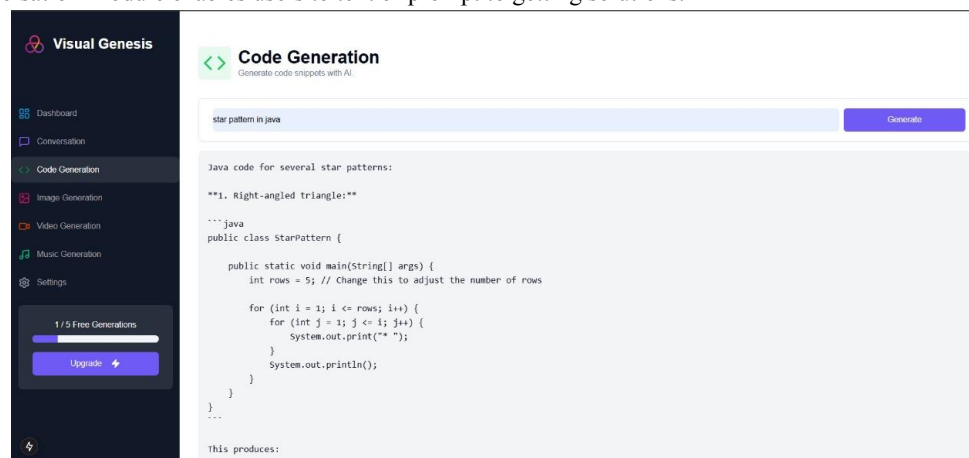 Visual Genesis
Dashboard
Conversation
Code Generation
Image Generation
Video Generation
Music Generation
Settings
1 / 5 Free Generations
Upgrade
Code Generation
Generate code snippets with AI.
star pattern in java
Generate
Java code for several star patterns:
**1. Right-angled triangle:**
```java
public class StarPattern {
public static void main(String[] args) {
int rows = 5; // Change this to adjust the number of rows
for (int i = 1; i <= rows; i++) {
for (int j = 1; j <= i; j++) {
System.out.print("* ");
}
System.out.println();
}
}
}
```
This produces: